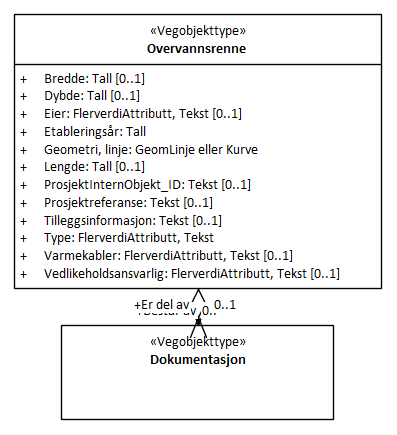 «Vegobjekttype»
Overvannsrenne
+ Bredde: Tall [0..1]
+ Dybde: Tall [0..1]
+ Eier: FlerverdiAttributt, Tekst [0..1]
+ Etableringsår: Tall
+ Geometri, linje: GeomLinje eller Kurve
+ Lengde: Tall [0..1]
+ ProsjektInternObjekt_ID: Tekst [0..1]
+ Prosjektreferanse: Tekst [0..1]
+ Tilleggsinformasjon: Tekst [0..1]
+ Type: FlerverdiAttributt, Tekst
+ Varmekabler: FlerverdiAttributt, Tekst [0..1]
+ Vedlikeholdsansvarlig: FlerverdiAttributt, Tekst [0..1]
+Er del av 0..1
«Vegobjekttype»
Dokumentasjon